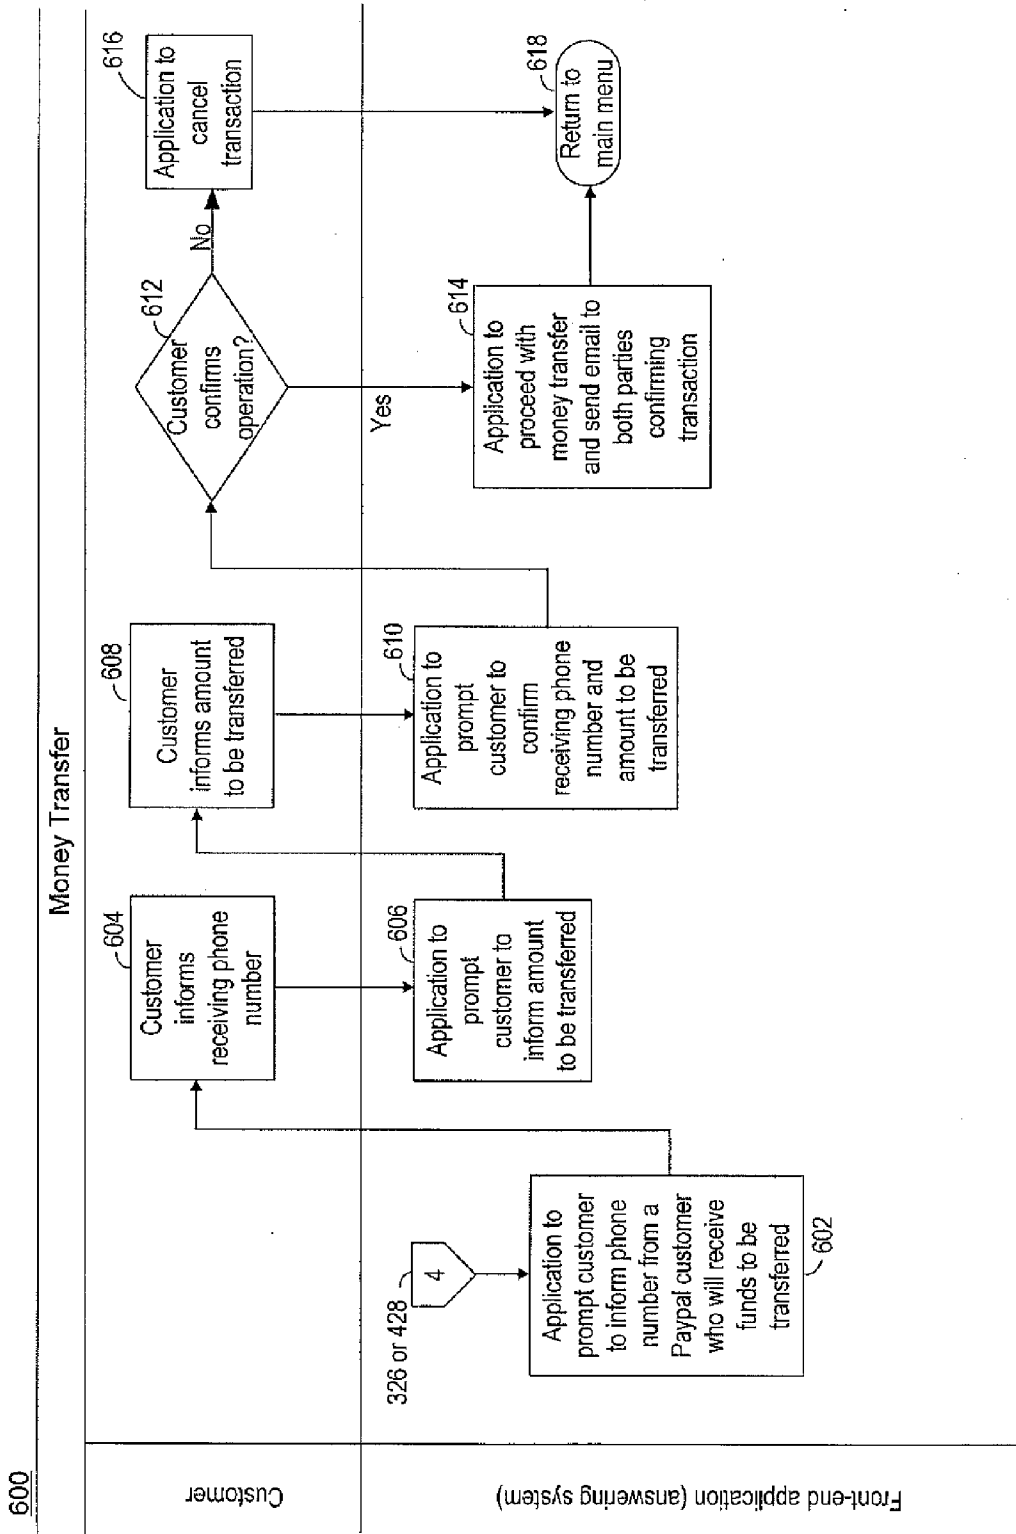 600
Money Transfer
Customer
Front-end application (answering system)
326 or 428
4
Application to
prompt customer
to inform phone
number from a
Paypal customer
who will receive
funds to be
transferred
602
604
Customer
informs
receiving phone
number
606
Application to
prompt
customer to
inform amount
to be transferred
608
Customer
informs amount
to be transferred
610
Application to
prompt
customer to
confirm
receiving phone
number and
amount to be
transferred
612
Customer
confirms
operation?
No
Yes
614
Application to
proceed with
money transfer
and send email to
both parties
confirming
transaction
616
Application to
cancel
transaction
618
Return to
main menu